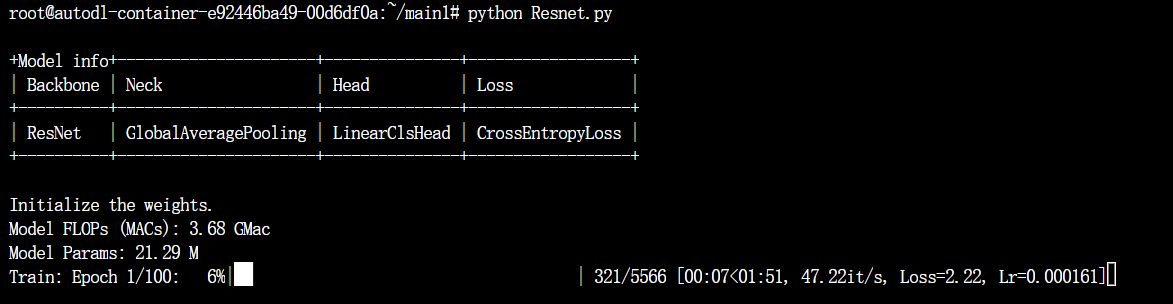 root@autodl-container-e92446ba49-00d6df0a:~/main1# python Resnet.py
+Model info+----------------------+---------------+------------------+
| Backbone | Neck | Head | Loss |
+----------+----------------------+---------------+------------------+
| ResNet | GlobalAveragePooling | LinearClsHead | CrossEntropyLoss |
+----------+----------------------+---------------+------------------+
Initialize the weights.
Model FLOPs (MACs): 3.68 GMac
Model Params: 21.29 M
Train: Epoch 1/100: 6%|█ | 321/5566 [00:07<01:51, 47.22it/s, Loss=2.22, Lr=0.000161]